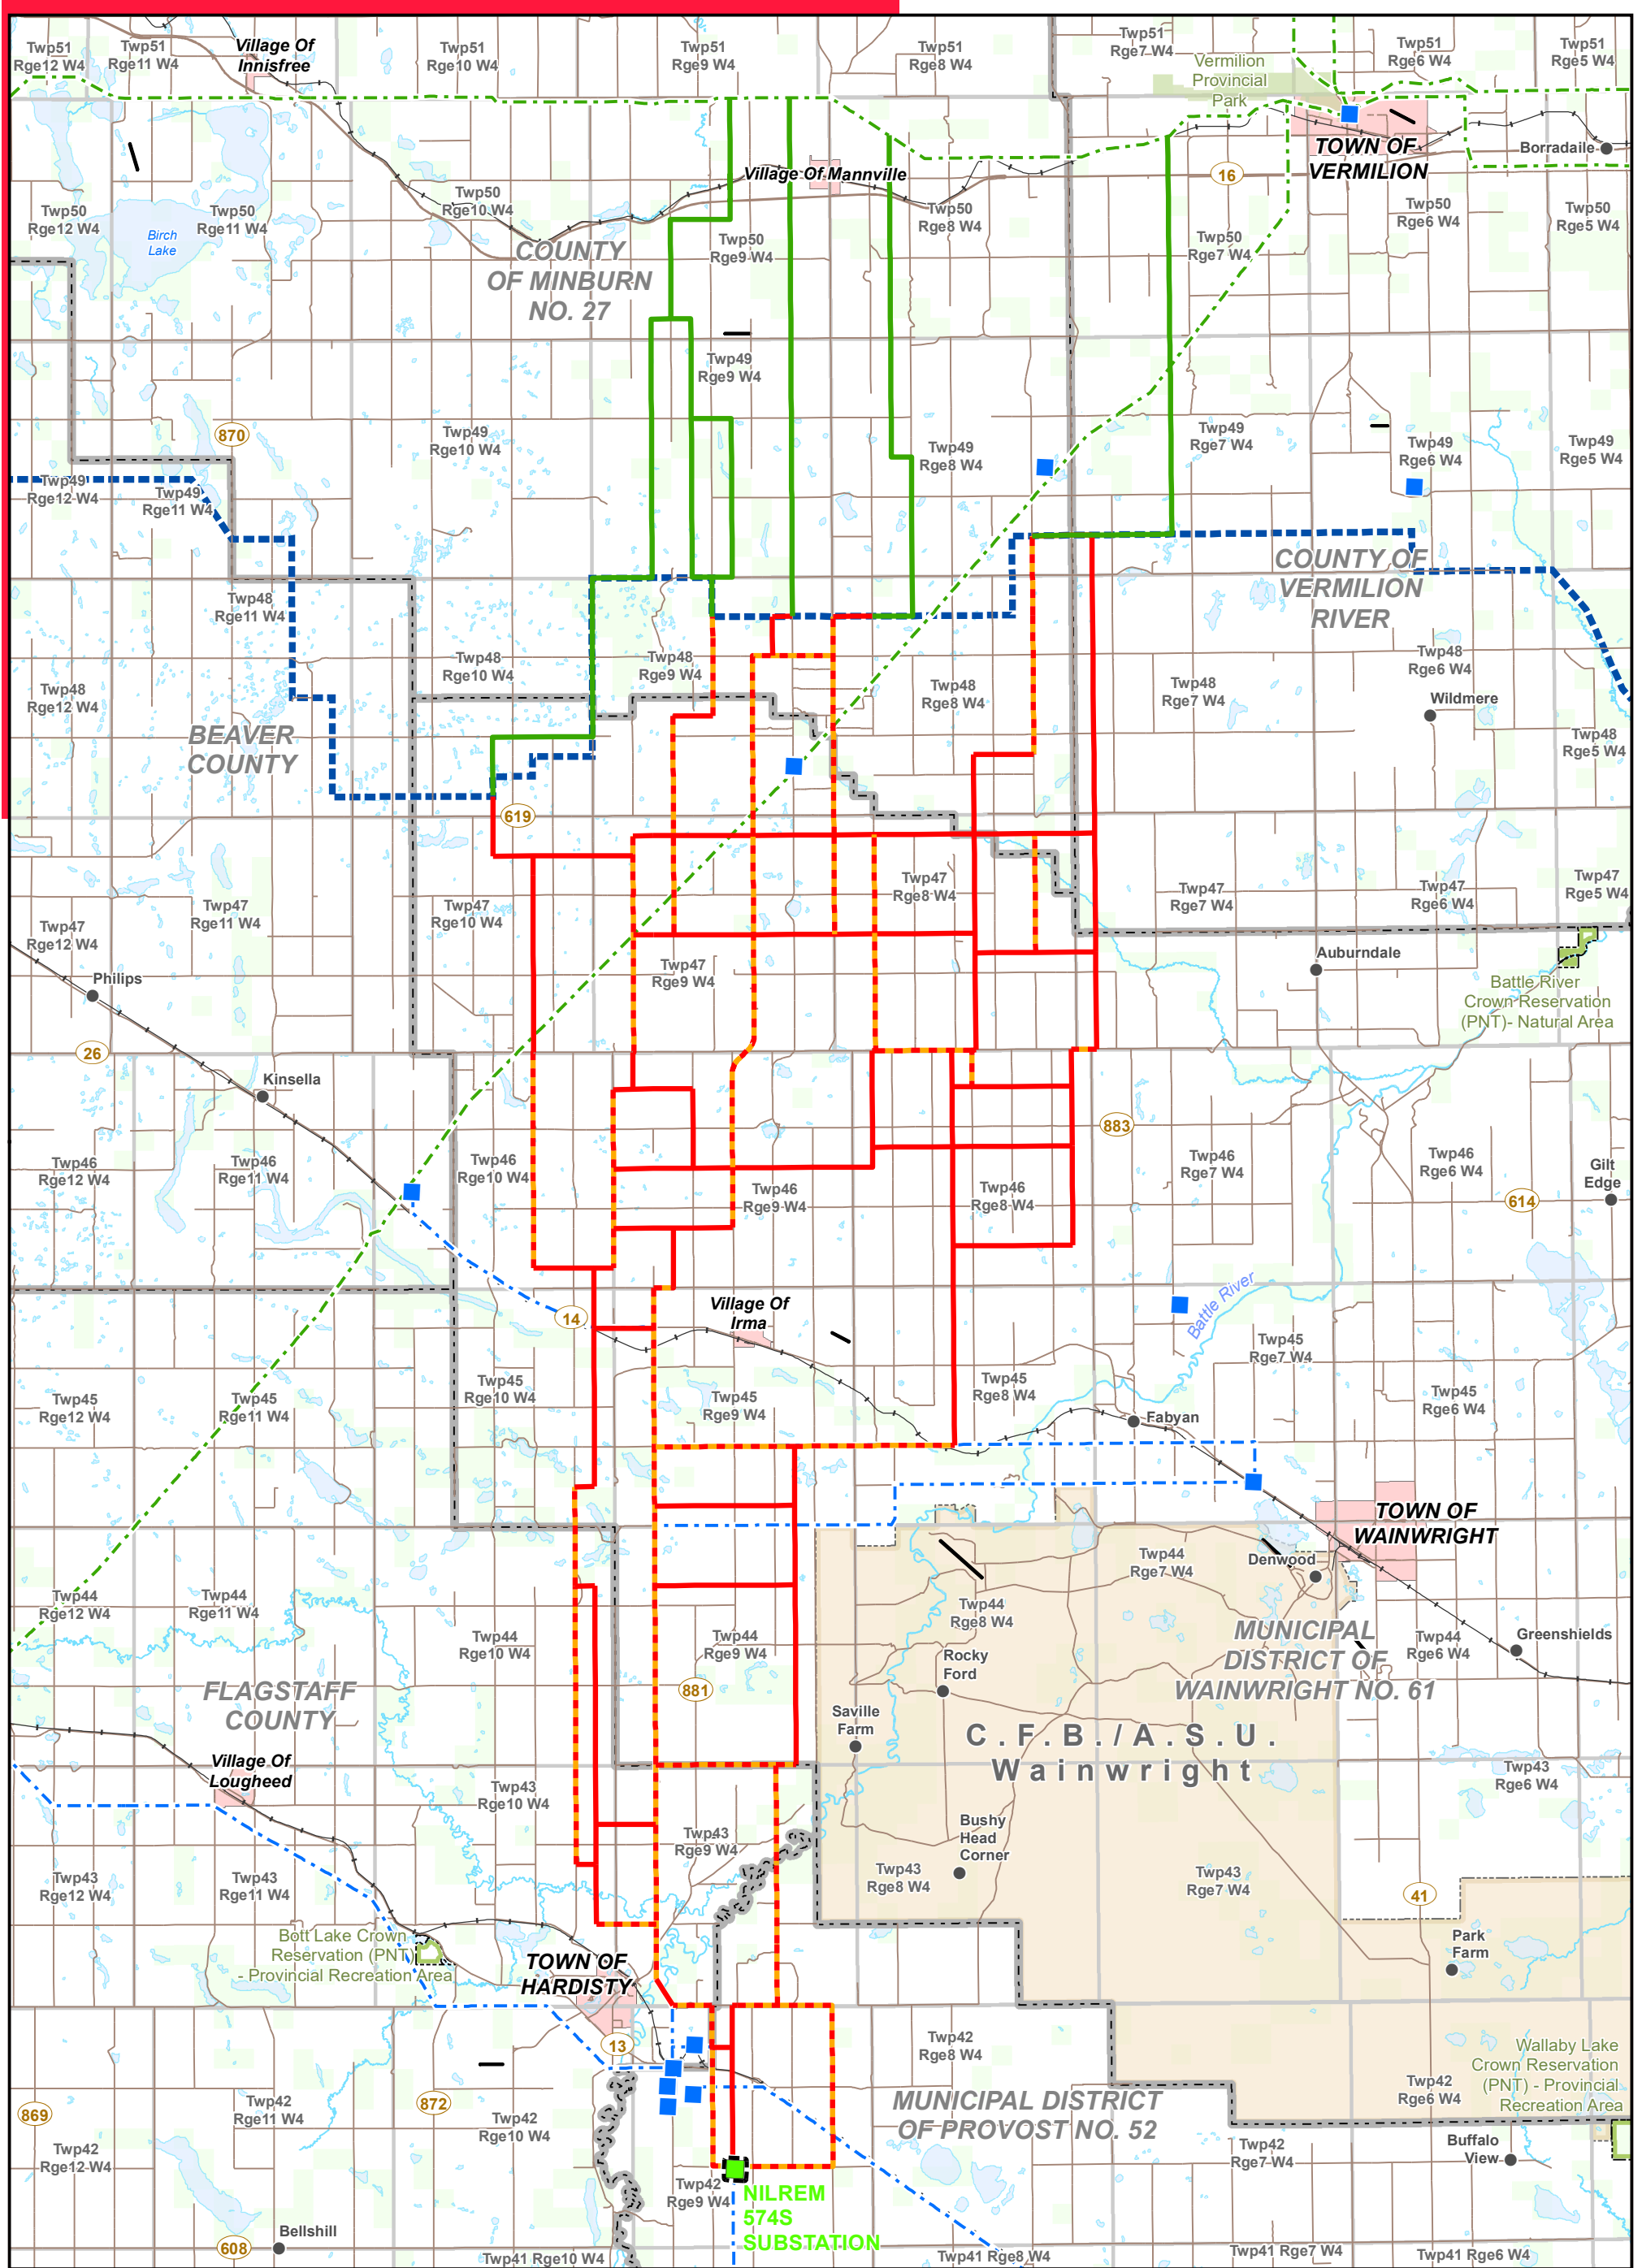 Twp51
Rge12 W4
Twp51
Rge11 W4
Village Of
Innisfree
Twp51
Rge10 W4
Twp51
Rge9 W4
Twp51
Rge8 W4
Twp51
Rge7 W4
Vermilion
Provincial
Park
Twp51
Rge6 W4
Twp51
Rge5 W4
TOWN OF
VERMILION
Borradaile
16
Village Of Mannville
Twp50
Rge12 W4
Birch
Lake
Twp50
Rge11 W4
Twp50
Rge10 W4
COUNTY
OF MINBURN
NO. 27
Twp50
Rge9 W4
Twp50
Rge8 W4
Twp50
Rge7 W4
Twp50
Rge6 W4
Twp50
Rge5 W4
Twp49
Rge9 W4
870
Twp49
Rge10 W4
Twp49
Rge8 W4
Twp49
Rge7 W4
Twp49
Rge6 W4
Twp49
Rge5 W4
Twp49
Rge12 W4
Twp49
Rge11 W4
COUNTY OF
VERMILION
RIVER
Twp48
Rge11 W4
Twp48
Rge10 W4
Twp48
Rge9 W4
Twp48
Rge8 W4
Twp48
Rge7 W4
Twp48
Rge6 W4
Wildmere
Twp48
Rge12 W4
BEAVER
COUNTY
Twp48
Rge5 W4
619
Twp47
Rge12 W4
Twp47
Rge11 W4
Twp47
Rge10 W4
Twp47
Rge8 W4
Twp47
Rge7 W4
Twp47
Rge6 W4
Twp47
Rge5 W4
Philips
Twp47
Rge9 W4
Auburndale
Battle River
Crown Reservation
(PNT)- Natural Area
26
Kinsella
883
Twp46
Rge12 W4
Twp46
Rge11 W4
Twp46
Rge10 W4
Twp46
Rge9 W4
Twp46
Rge8 W4
Twp46
Rge7 W4
Twp46
Rge6 W4
614
Gilt
Edge
14
Village Of
Irma
Battle River
Twp45
Rge7 W4
Twp45
Rge12 W4
Twp45
Rge11 W4
Twp45
Rge10 W4
Twp45
Rge9 W4
Twp45
Rge8 W4
Fabyan
Twp45
Rge6 W4
TOWN OF
WAINWRIGHT
Denwood
Twp44
Rge12 W4
Twp44
Rge11 W4
Twp44
Rge10 W4
Twp44
Rge9 W4
Twp44
Rge8 W4
Twp44
Rge7 W4
Twp44
Rge6 W4
Greenshields
MUNICIPAL
DISTRICT OF
WAINWRIGHT NO. 61
Rocky
Ford
881
FLAGSTAFF
COUNTY
Saville
Farm
C.F.B./A.S.U.
Wainwright
Village Of
Lougheed
Twp43
Rge10 W4
Twp43
Rge6 W4
Twp43
Rge9 W4
Bushy
Head
Corner
Twp43
Rge12 W4
Twp43
Rge11 W4
Twp43
Rge8 W4
Twp43
Rge7 W4
41
Bott Lake Crown
Reservation (PNT)
- Provincial Recreation Area
TOWN OF
HARDISTY
Park
Farm
13
Twp42
Rge8 W4
Wallaby Lake
Crown Reservation
(PNT) - Provincial
Recreation Area
869
Twp42
Rge11 W4
872
Twp42
Rge10 W4
MUNICIPAL DISTRICT
OF PROVOST NO. 52
Twp42
Rge6 W4
Twp42
Rge12 W4
Twp42
Rge9 W4
NILREM
574S
SUBSTATION
Twp42
Rge7 W4
Buffalo
View
Bellshill
608
Twp41 Rge10 W4
Twp41 Rge8 W4
Twp41 Rge7 W4
Twp41 Rge6 W4